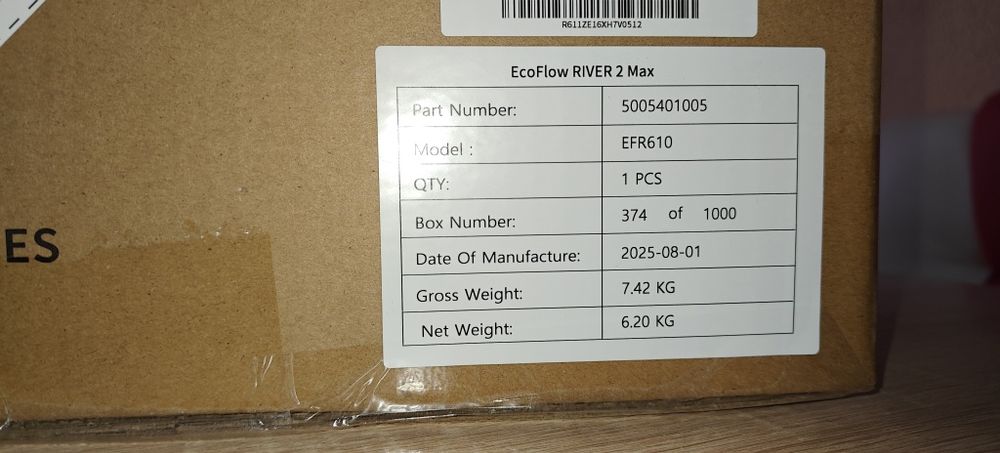 R611ZE16XH7V0512
EcoFlow RIVER 2 Max
Part Number: 5005401005
Model : EFR610
QTY: 1 PCS
Box Number: 374 of 1000
Date Of Manufacture: 2025-08-01
Gross Weight: 7.42 KG
Net Weight: 6.20 KG
ES